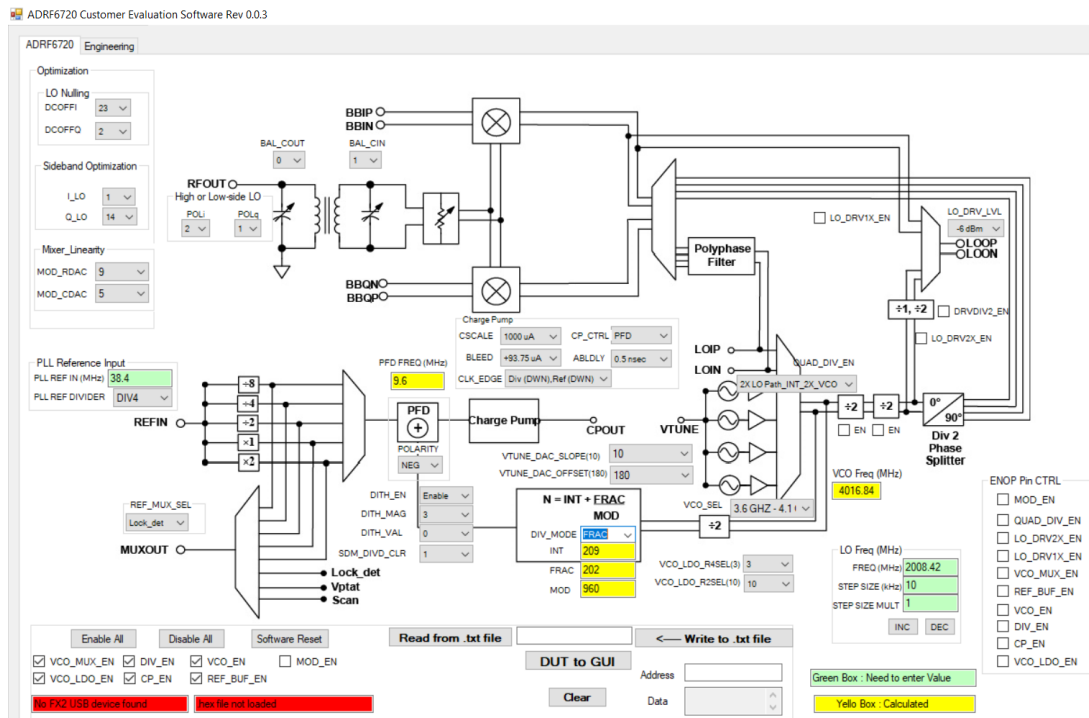 ADRF6720 Customer Evaluation Software Rev 0.0.3
ADRF6720 Engineering
Optimization
LO Nulling
DCOFFI 23
DCOFFQ 2
Sideband Optimization
I_LO 1
Q_LO 14
Mixer_Linearity
MOD_RDAC 9
MOD_CDAC 5
BBIP
BBIN
BAL_COUT BAL_CIN
0 1
RFOUT
High or Low-side LO
POLi POLq
2 1
BBQN
BBQP
Polyphase
Filter
LO_DRV1X_EN
LO_DRV_LVL
-6 dBm
LOOP
LOON
÷1, ÷2
DRVDIV2_EN
LO_DRV2X_EN
Charge Pump
CSCALE 1000 uA CP_CTRL PFD
BLEED +93.75 uA ABLDLY 0.5 nsec
CLK_EDGE Div (DWN),Ref (DWN)
LOIP
LOIN
QUAD_DIV_EN
2X LO Path_INT_2X_VCO
÷2 ÷2
EN EN
0°
90°
Div 2
Phase
Splitter
PLL Reference Input
PLL REF IN (MHz) 38.4
PLL REF DIVIDER DIV4
REFIN
÷8
÷4
÷2
×1
×2
PFD FREQ (MHz)
9.6
PFD
+
POLARITY
NEG
Charge Pump
CPOUT
VTUNE
VTUNE_DAC_SLOPE(10) 10
VTUNE_DAC_OFFSET(180) 180
VCO Freq (MHz)
4016.84
REF_MUX_SEL
Lock_det
MUXOUT
Lock_det
Vptat
Scan
DITH_EN Enable
DITH_MAG 3
DITH_VAL 0
SDM_DIVD_CLR 1
N = INT + FRAC
MOD
DIV_MODE FRAC
INT 209
FRAC 202
MOD 960
VCO_SEL 3.6 GHZ - 4.1
÷2
VCO_LDO_R4SEL(3) 3
VCO_LDO_R2SEL(10) 10
LO Freq (MHz)
FREQ (MHz) 2008.42
STEP SIZE (kHz) 10
STEP SIZE MULT 1
INC DEC
ENOP Pin CTRL
MOD_EN
QUAD_DIV_EN
LO_DRV2X_EN
LO_DRV1X_EN
VCO_MUX_EN
REF_BUF_EN
VCO_EN
DIV_EN
CP_EN
VCO_LDO_EN
Enable All Disable All Software Reset
VCO_MUX_EN DIV_EN VCO_EN MOD_EN
VCO_LDO_EN CP_EN REF_BUF_EN
No FX2 USB device found .hex file not loaded
Read from .txt file <---- Write to .txt file
DUT to GUI
Clear
Address
Data
Green Box : Need to enter Value
Yello Box : Calculated